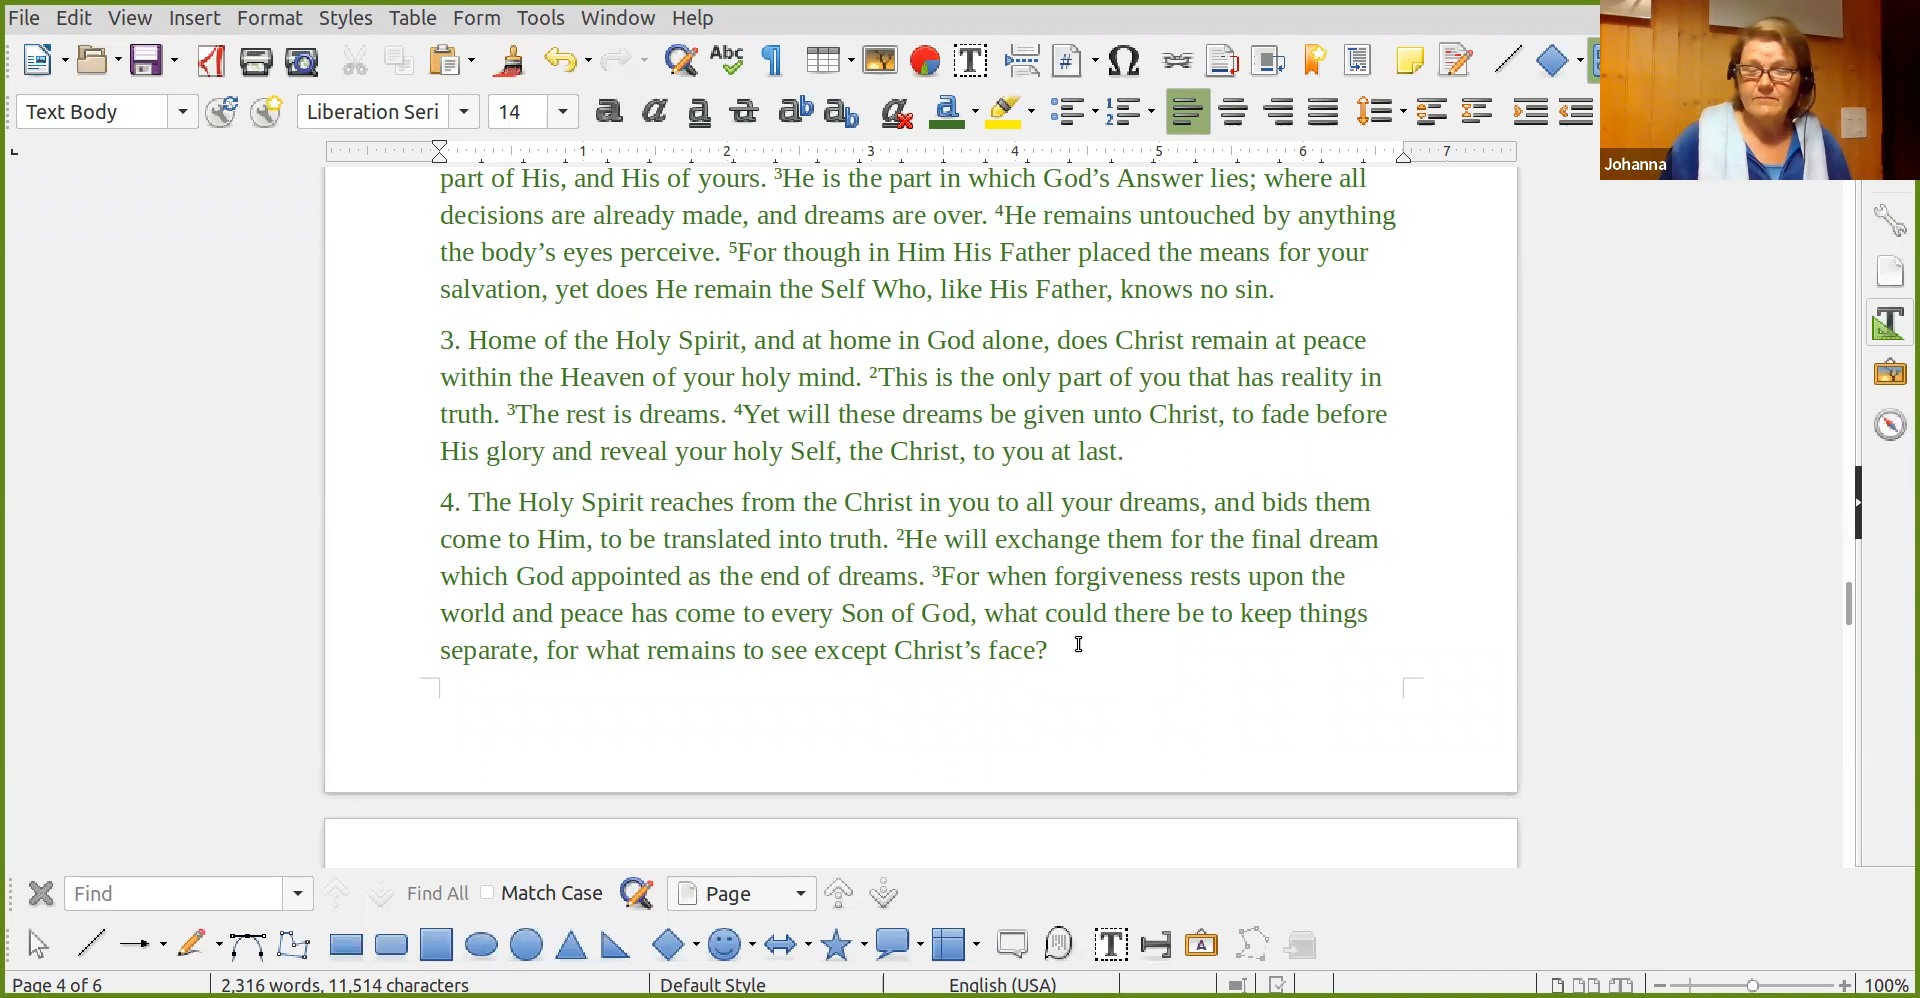 File Edit View Insert Format Styles Table Form Tools Window Help
Abc
Text Body Liberation Seri 14
1 2 3 4 5 6 7
Johanna
part of His, and His of yours. ³He is the part in which God’s Answer lies; where all
decisions are already made, and dreams are over. ⁴He remains untouched by anything
the body’s eyes perceive. ⁵For though in Him His Father placed the means for your
salvation, yet does He remain the Self Who, like His Father, knows no sin.
3. Home of the Holy Spirit, and at home in God alone, does Christ remain at peace
within the Heaven of your holy mind. ²This is the only part of you that has reality in
truth. ³The rest is dreams. ⁴Yet will these dreams be given unto Christ, to fade before
His glory and reveal your holy Self, the Christ, to you at last.
4. The Holy Spirit reaches from the Christ in you to all your dreams, and bids them
come to Him, to be translated into truth. ²He will exchange them for the final dream
which God appointed as the end of dreams. ³For when forgiveness rests upon the
world and peace has come to every Son of God, what could there be to keep things
separate, for what remains to see except Christ’s face?
Find Find All Match Case Page
Page 4 of 6 2,316 words, 11,514 characters Default Style English (USA) 100%